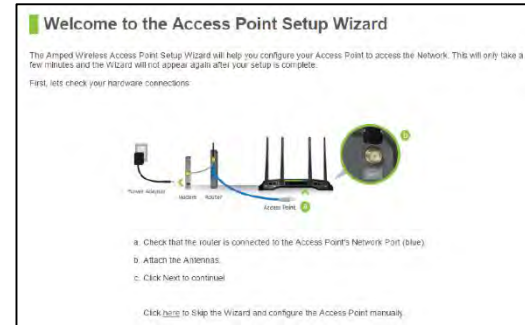 Welcome to the Access Point Setup Wizard
The Amped Wireless Access Point Setup Wizard will help you configure your Access Point to access the Network. This will only take a
few minutes and the Wizard will not appear again after your setup is complete.
First, lets check your hardware connections
b
Power Adapter
Modem
Router
Access Point
a
a. Check that the router is connected to the Access Point's Network Port (blue).
b. Attach the Antennas.
c. Click Next to continue!
Click here to Skip the Wizard and configure the Access Point manually.